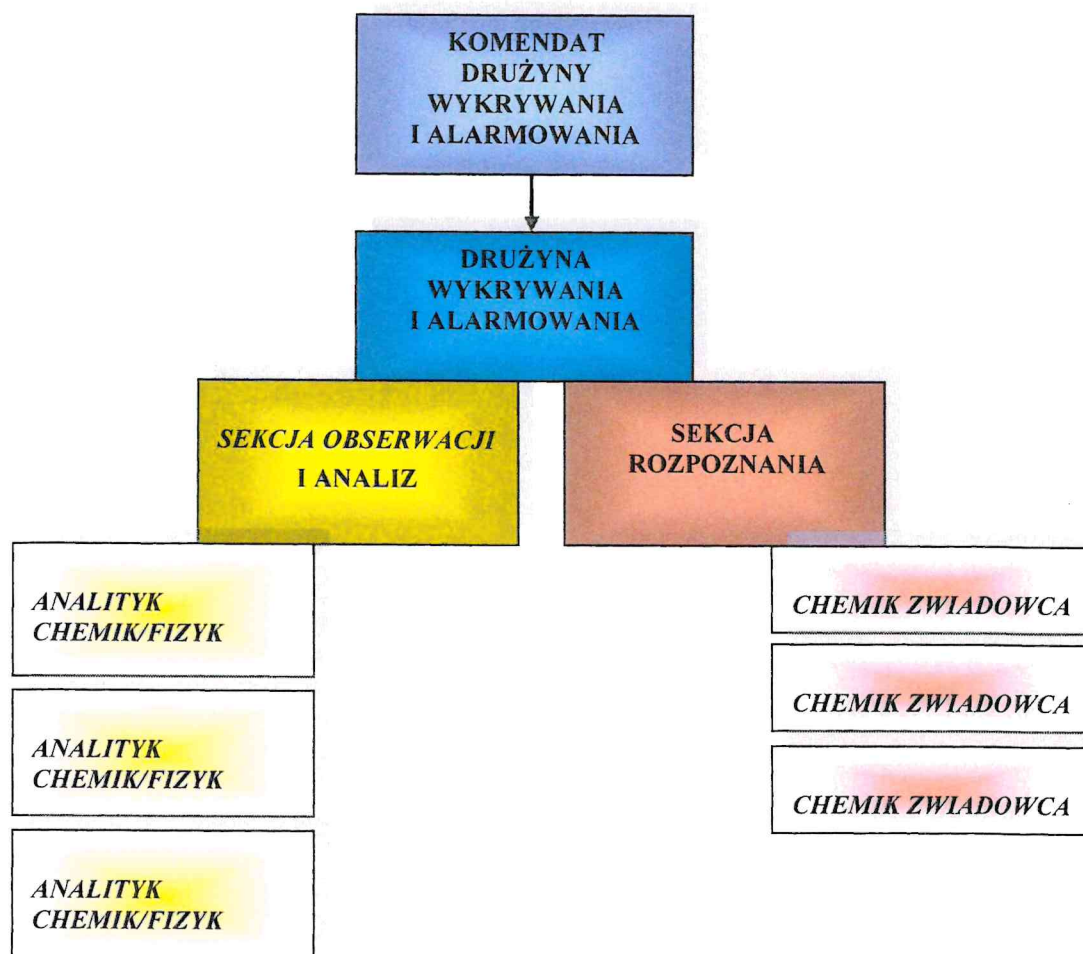 KOMENDAT
DRUŻYNY
WYKRYWANIA
I ALARMOWANIA
DRUŻYNA
WYKRYWANIA
I ALARMOWANIA
SEKCJA OBSERWACJI
I ANALIZ
SEKCJA
ROZPOZNANIA
ANALITYK
CHEMIK/FIZYK
ANALITYK
CHEMIK/FIZYK
ANALITYK
CHEMIK/FIZYK
CHEMIK ZWIADOWCA
CHEMIK ZWIADOWCA
CHEMIK ZWIADOWCA